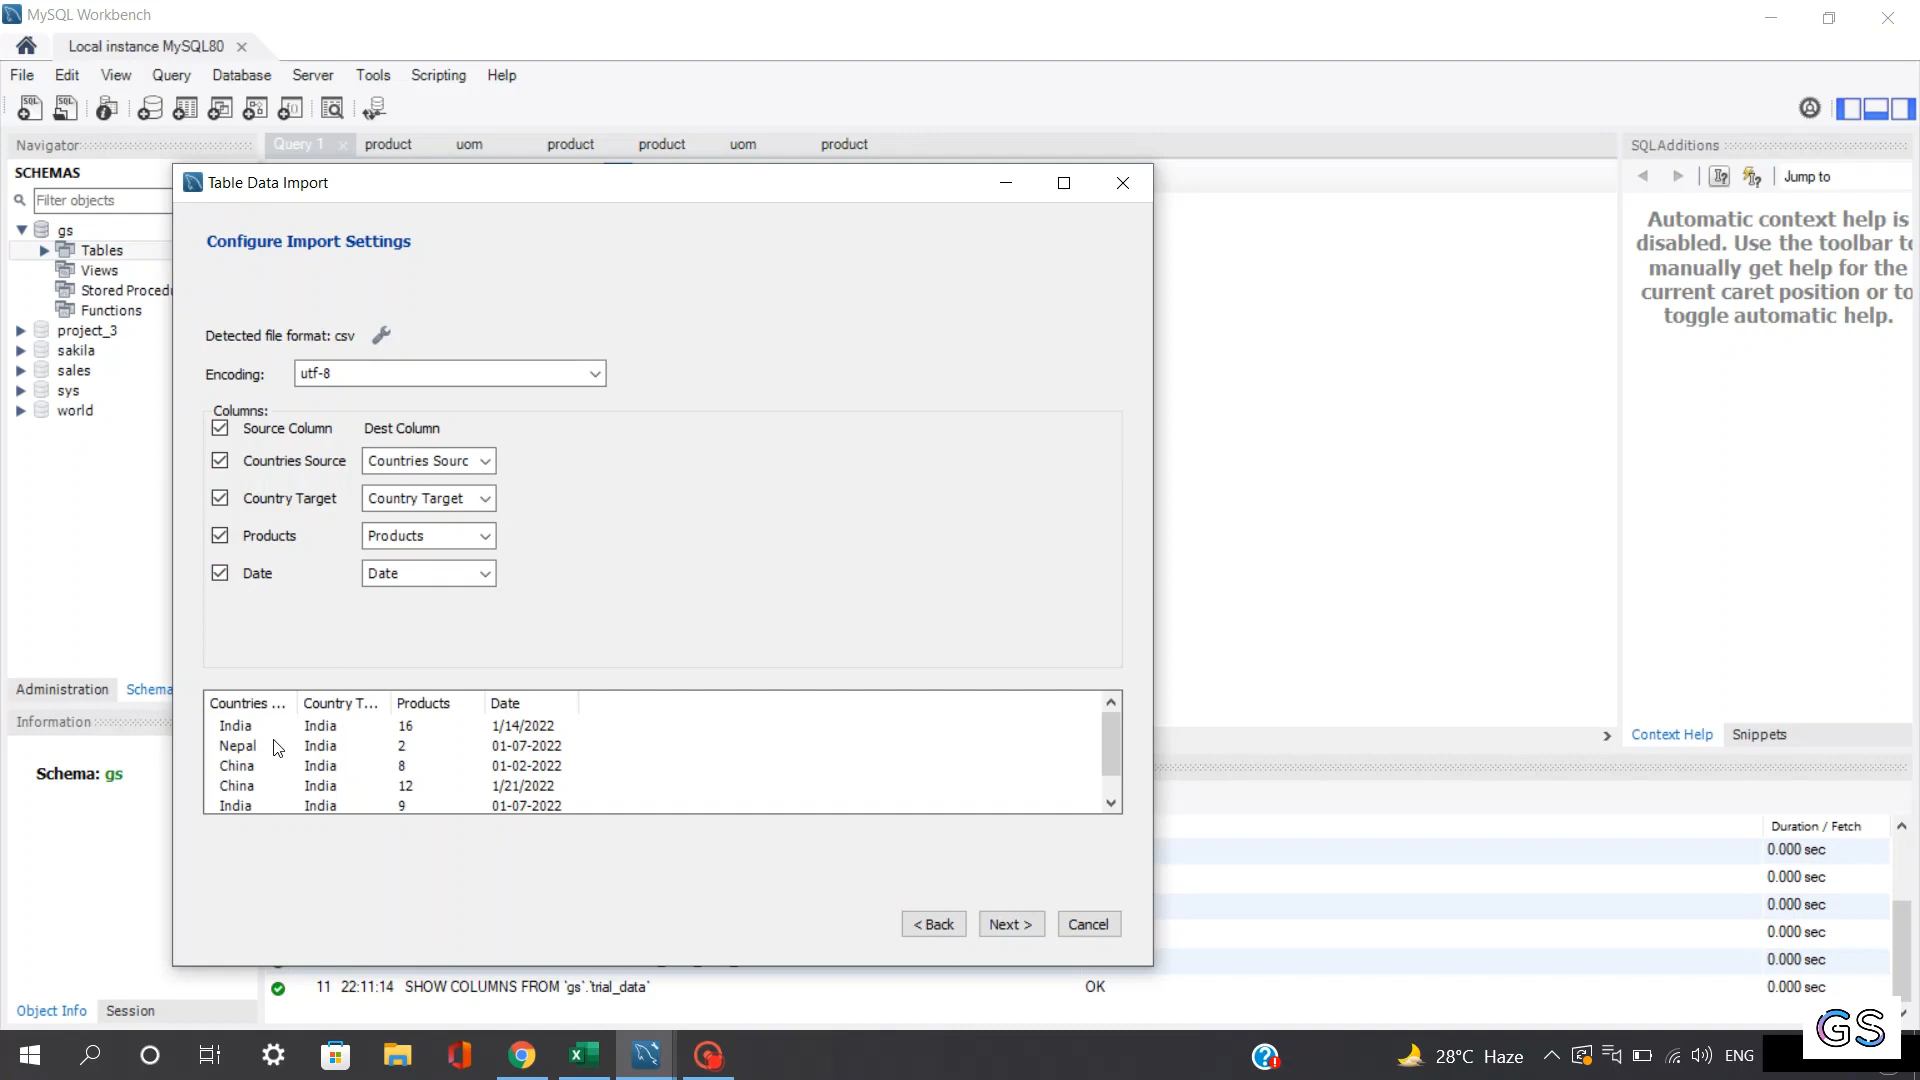 MySQL Workbench
Local instance MySQL80
File Edit View Query Database Server Tools Scripting Help
Navigator
Query 1 product uom product product uom product
SQLAdditions
SCHEMAS
Filter objects
gs
Tables
Views
Stored Proced
Functions
project_3
sakila
sales
sys
world
Administration Schema
Information
Schema: gs
Object Info Session
Table Data Import
Configure Import Settings
Detected file format: csv
Encoding: utf-8
Columns:
Source Column Dest Column
Countries Source Countries Sourc
Country Target Country Target
Products Products
Date Date
Countries ... Country T... Products Date
India India 16 1/14/2022
Nepal India 2 01-07-2022
China India 8 01-02-2022
China India 12 1/21/2022
India India 9 01-07-2022
< Back Next > Cancel
Jump to
Automatic context help is
disabled. Use the toolbar to
manually get help for the
current caret position or to
toggle automatic help.
Context Help Snippets
Duration / Fetch
0.000 sec
0.000 sec
0.000 sec
0.000 sec
0.000 sec
11 22:11:14 SHOW COLUMNS FROM `gs`.`trial_data` OK 0.000 sec
GS
28°C Haze ENG